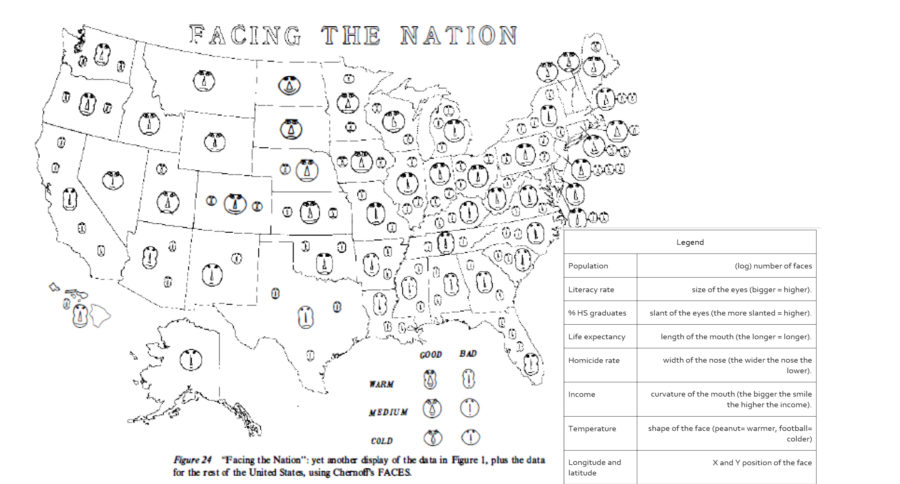 FACING THE NATION
GOOD BAD
WARM
MEDIUM
COLD
Figure 24 "Facing the Nation": yet another display of the data in Figure 1, plus the data
for the rest of the United States, using Chernoff's FACES.
Legend
Population (log) number of faces
Literacy rate size of the eyes (bigger = higher).
% HS graduates slant of the eyes (the more slanted = higher).
Life expectancy length of the mouth (the longer = longer).
Homicide rate width of the nose (the wider the nose the
lower).
Income curvature of the mouth (the bigger the smile
the higher the income).
Temperature shape of the face (peanut= warmer, football=
colder)
Longitude and X and Y position of the face
latitude